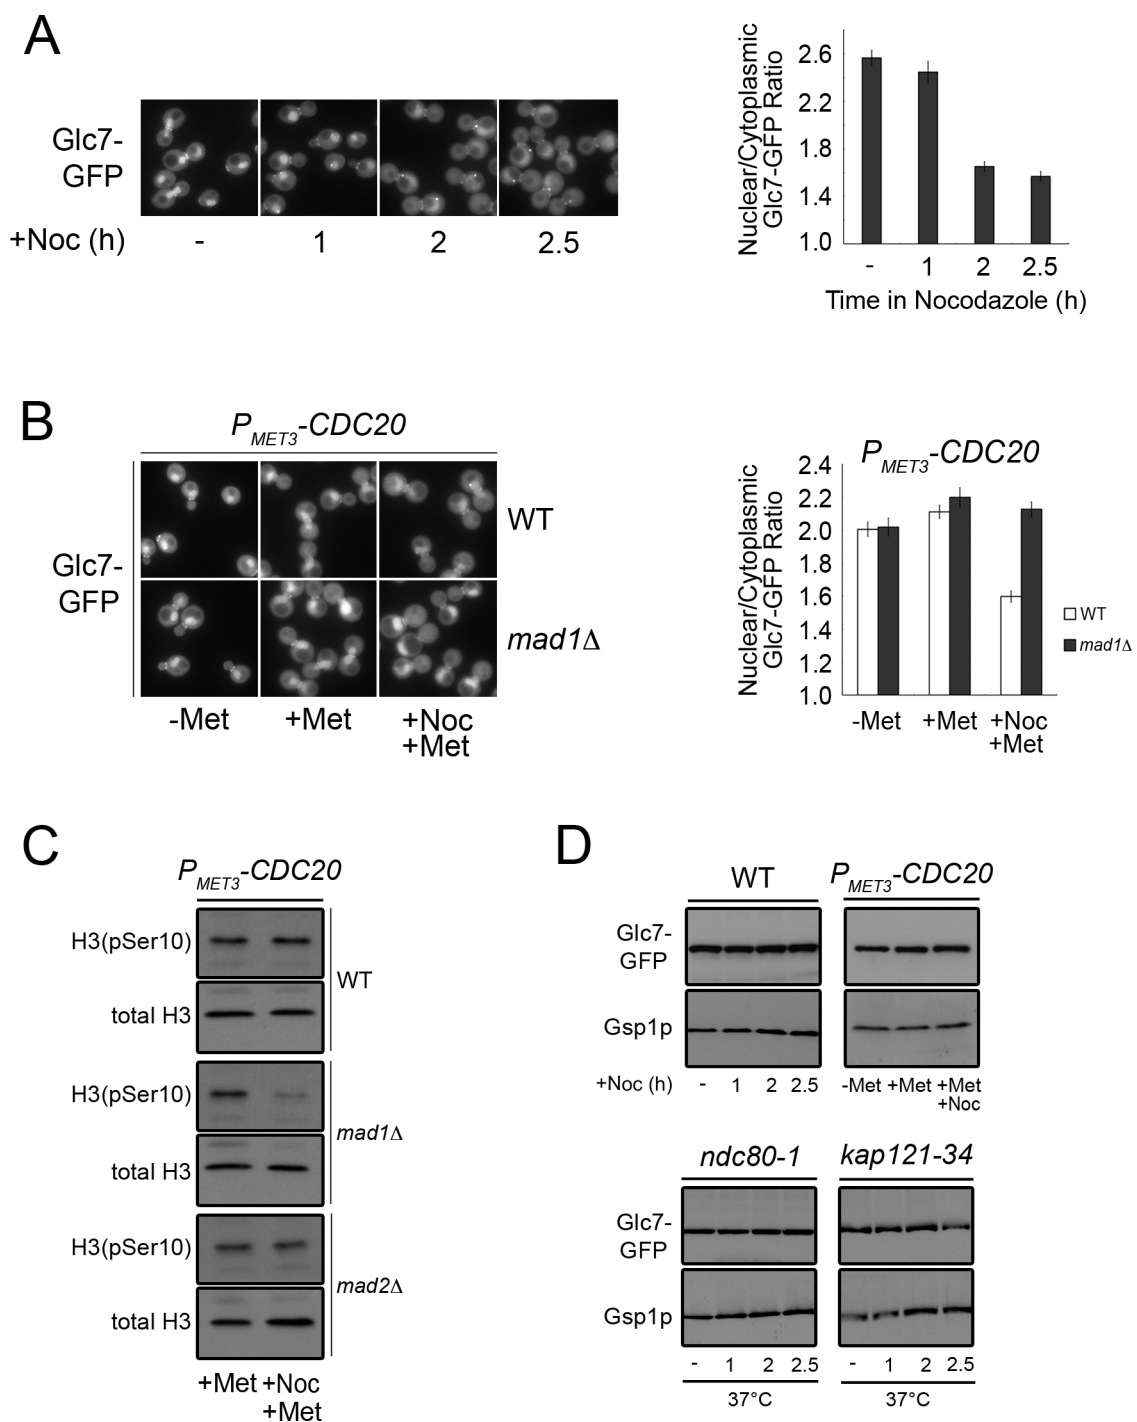 A
Glc7-
GFP
+Noc (h)
- 1 2 2.5
Nuclear/Cytoplasmic
Glc7-GFP Ratio
2.6
2.2
1.8
1.4
1.0
- 1 2 2.5
Time in Nocodazole (h)
B
PMET3-CDC20
Glc7-
GFP
WT
mad1Δ
-Met +Met +Noc
+Met
PMET3-CDC20
Nuclear/Cytoplasmic
Glc7-GFP Ratio
2.4
2.2
2.0
1.8
1.6
1.4
1.2
1.0
-Met +Met +Noc
+Met
WT
mad1Δ
C
PMET3-CDC20
H3(pSer10)
total H3
WT
H3(pSer10)
total H3
mad1Δ
H3(pSer10)
total H3
mad2Δ
+Met +Noc
+Met
D
WT
PMET3-CDC20
Glc7-
GFP
Gsp1p
+Noc (h) - 1 2 2.5
-Met +Met +Met
+Noc
ndc80-1
kap121-34
Glc7-
GFP
Gsp1p
- 1 2 2.5
37°C
- 1 2 2.5
37°C